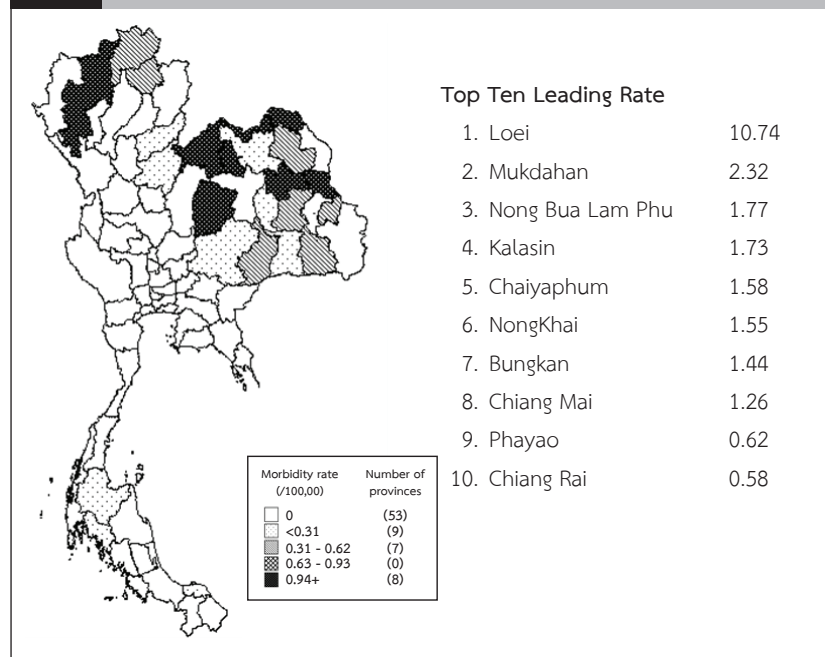 Top Ten Leading Rate
1. Loei 10.74
2. Mukdahan 2.32
3. Nong Bua Lam Phu 1.77
4. Kalasin 1.73
5. Chaiyaphum 1.58
6. NongKhai 1.55
7. Bungkan 1.44
8. Chiang Mai 1.26
9. Phayao 0.62
10. Chiang Rai 0.58
Morbidity rate Number of
(/100,00) provinces
0 (53)
<0.31 (9)
0.31 - 0.62 (7)
0.63 - 0.93 (0)
0.94+ (8)